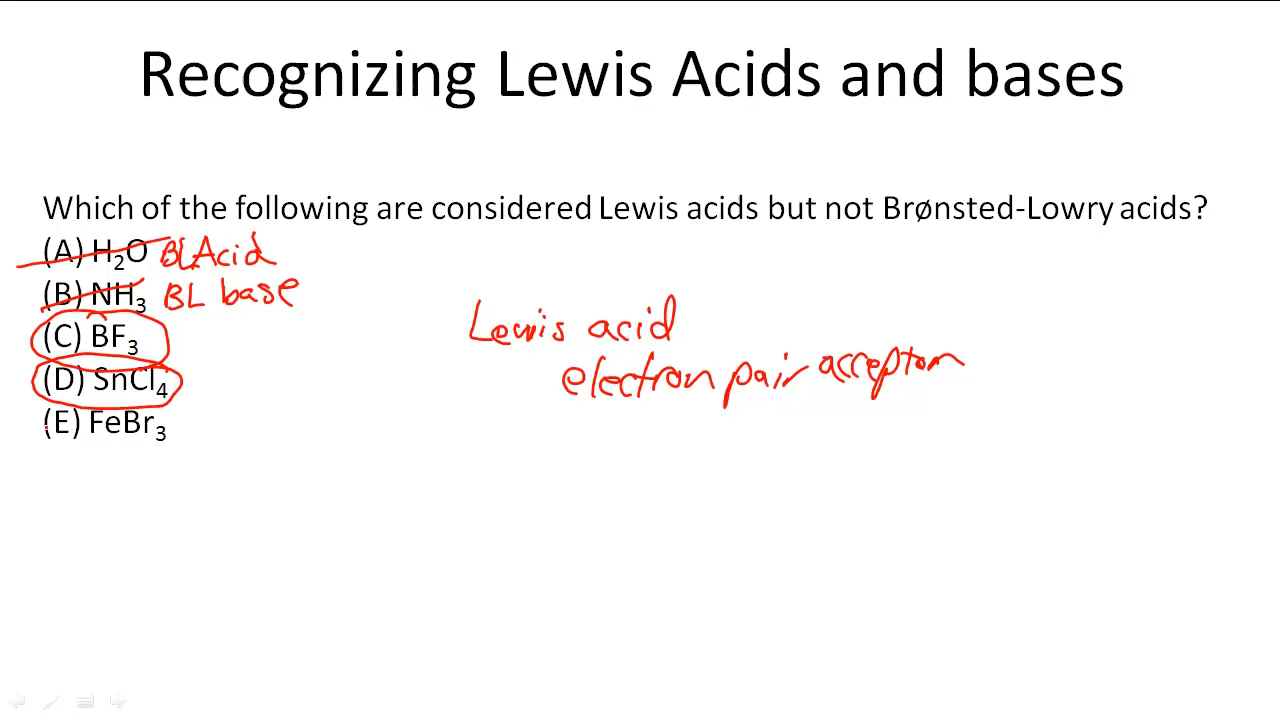 Recognizing Lewis Acids and bases
Which of the following are considered Lewis acids but not Brønsted-Lowry acids?
(A) H₂O BL Acid
(B) NH₃ BL base
(C) BF₃
(D) SnCl₄
(E) FeBr₃
Lewis acid
electron pair acceptor